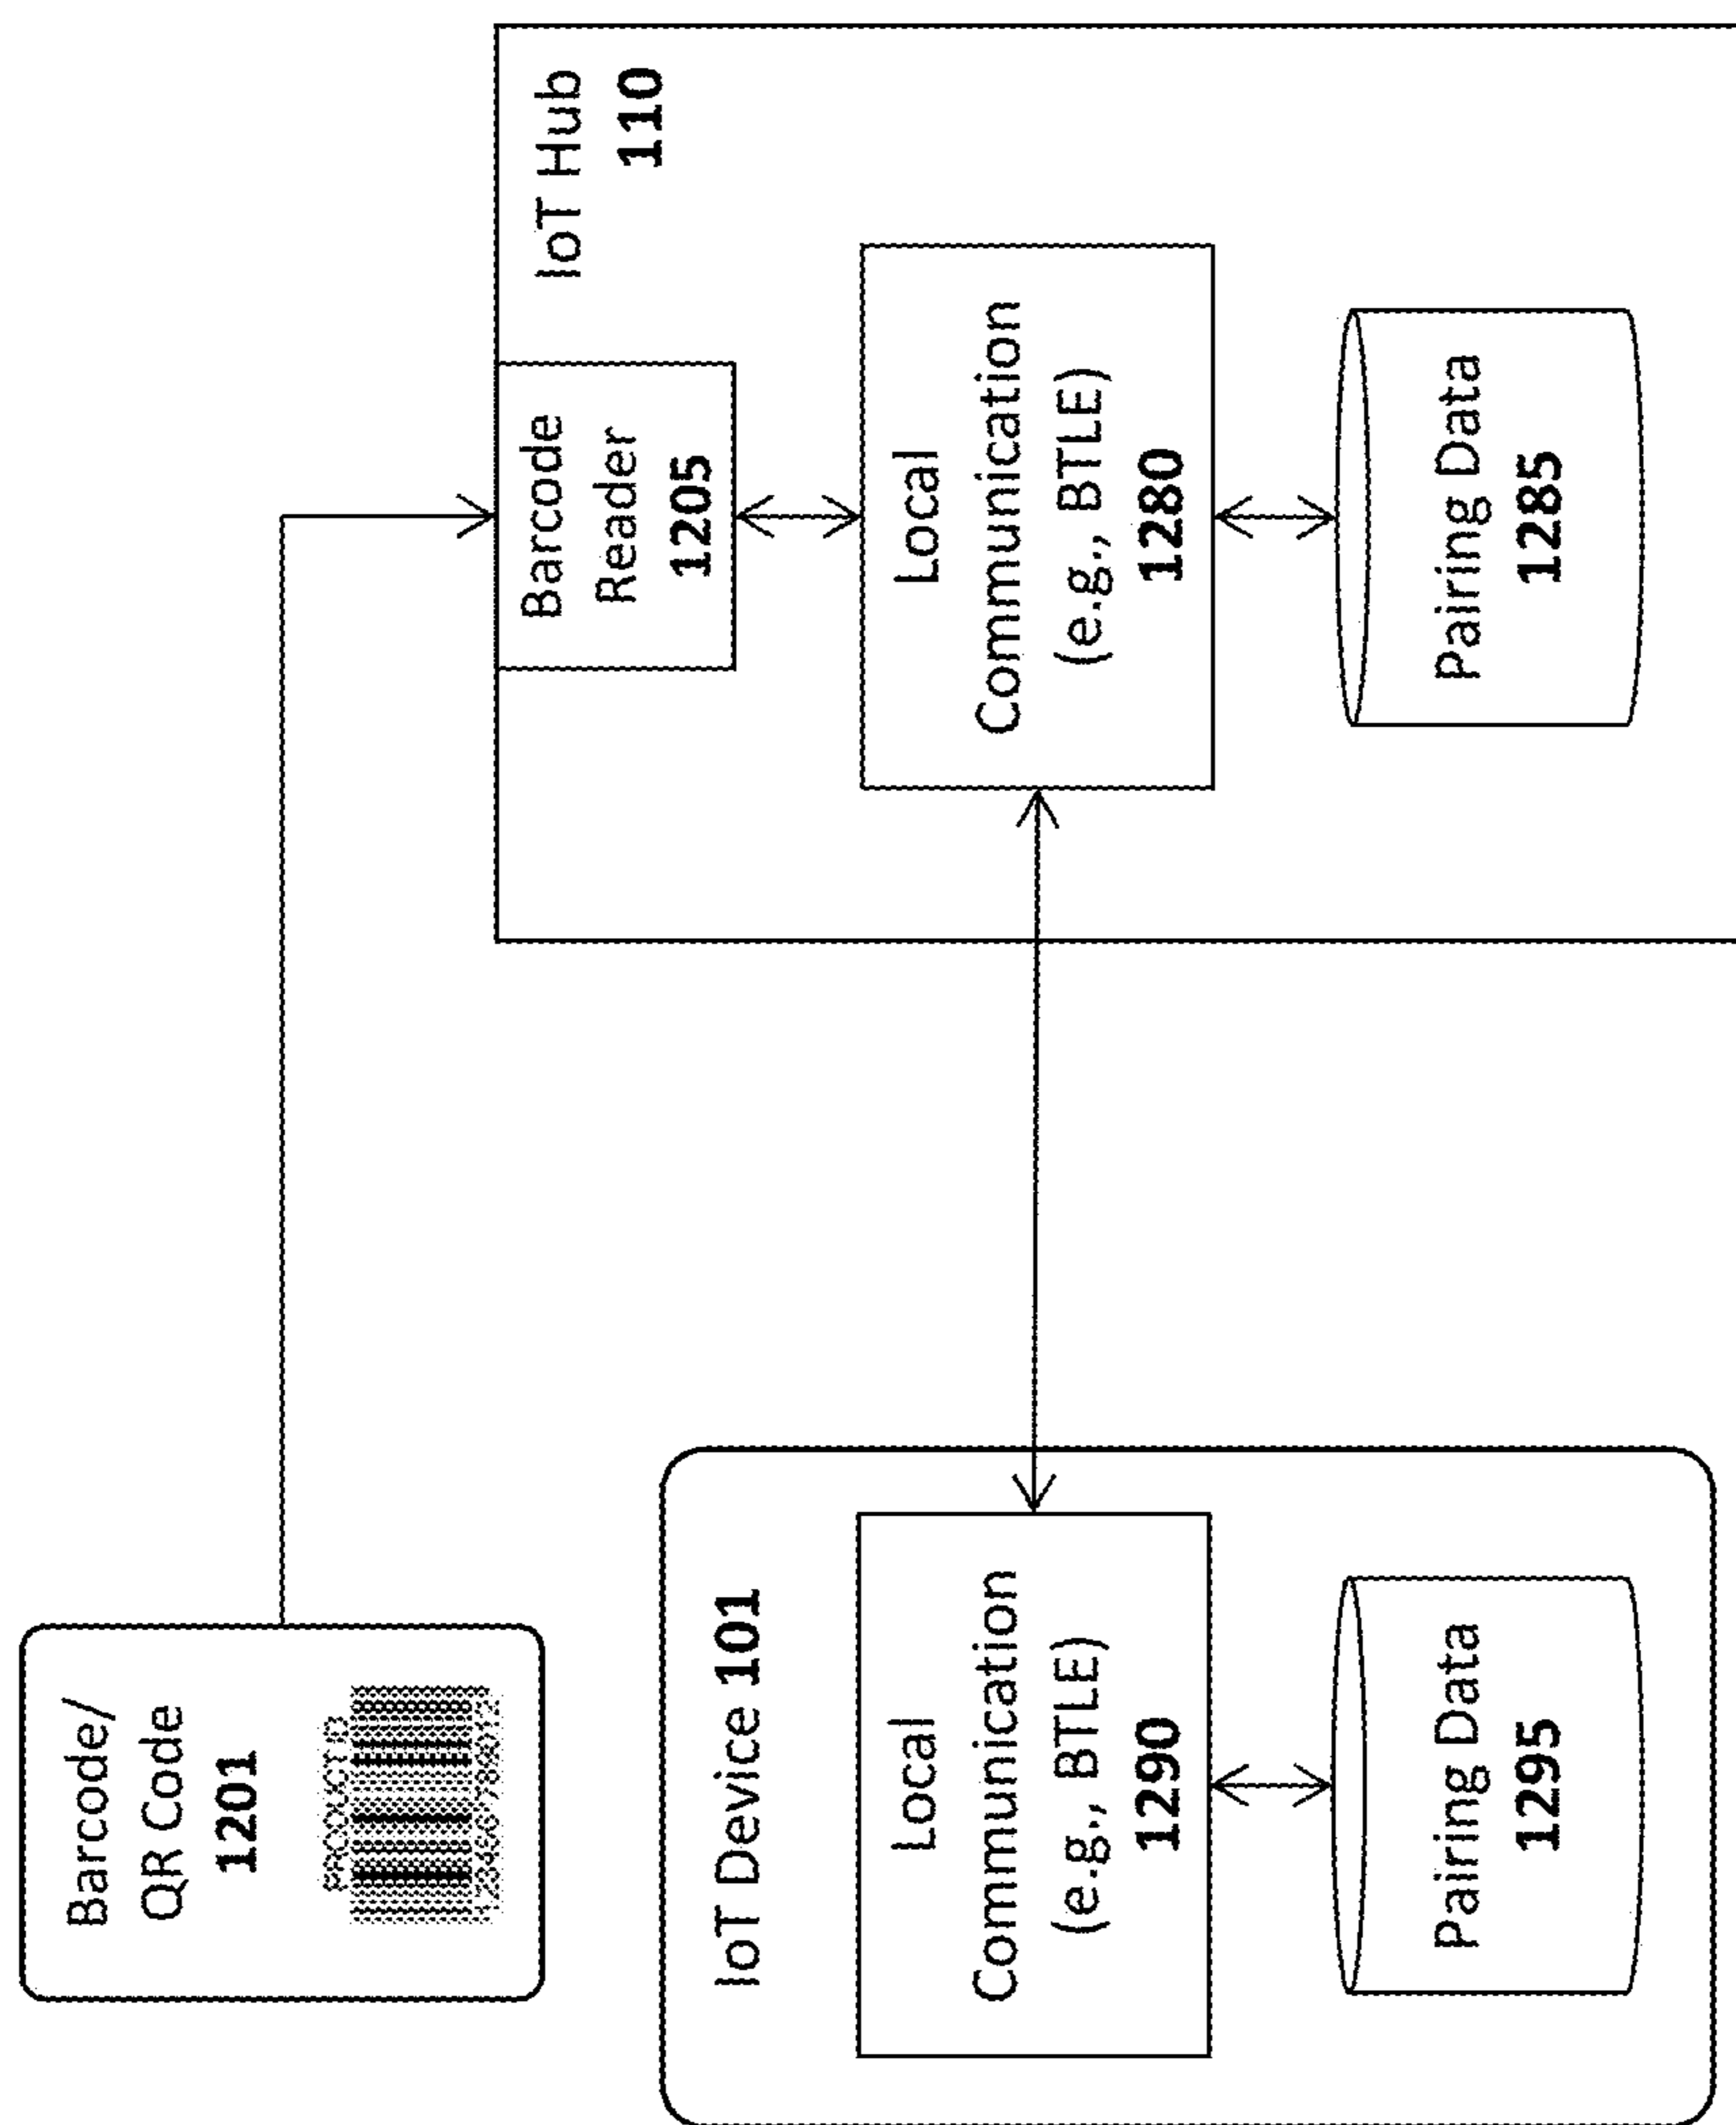 Barcode/
QR Code
1201
IoT Device 101
Local
Communication
(e.g., BTLE)
1290
Pairing Data
1295
IoT Hub
110
Barcode
Reader
1205
Local
Communication
(e.g., BTLE)
1280
Pairing Data
1285